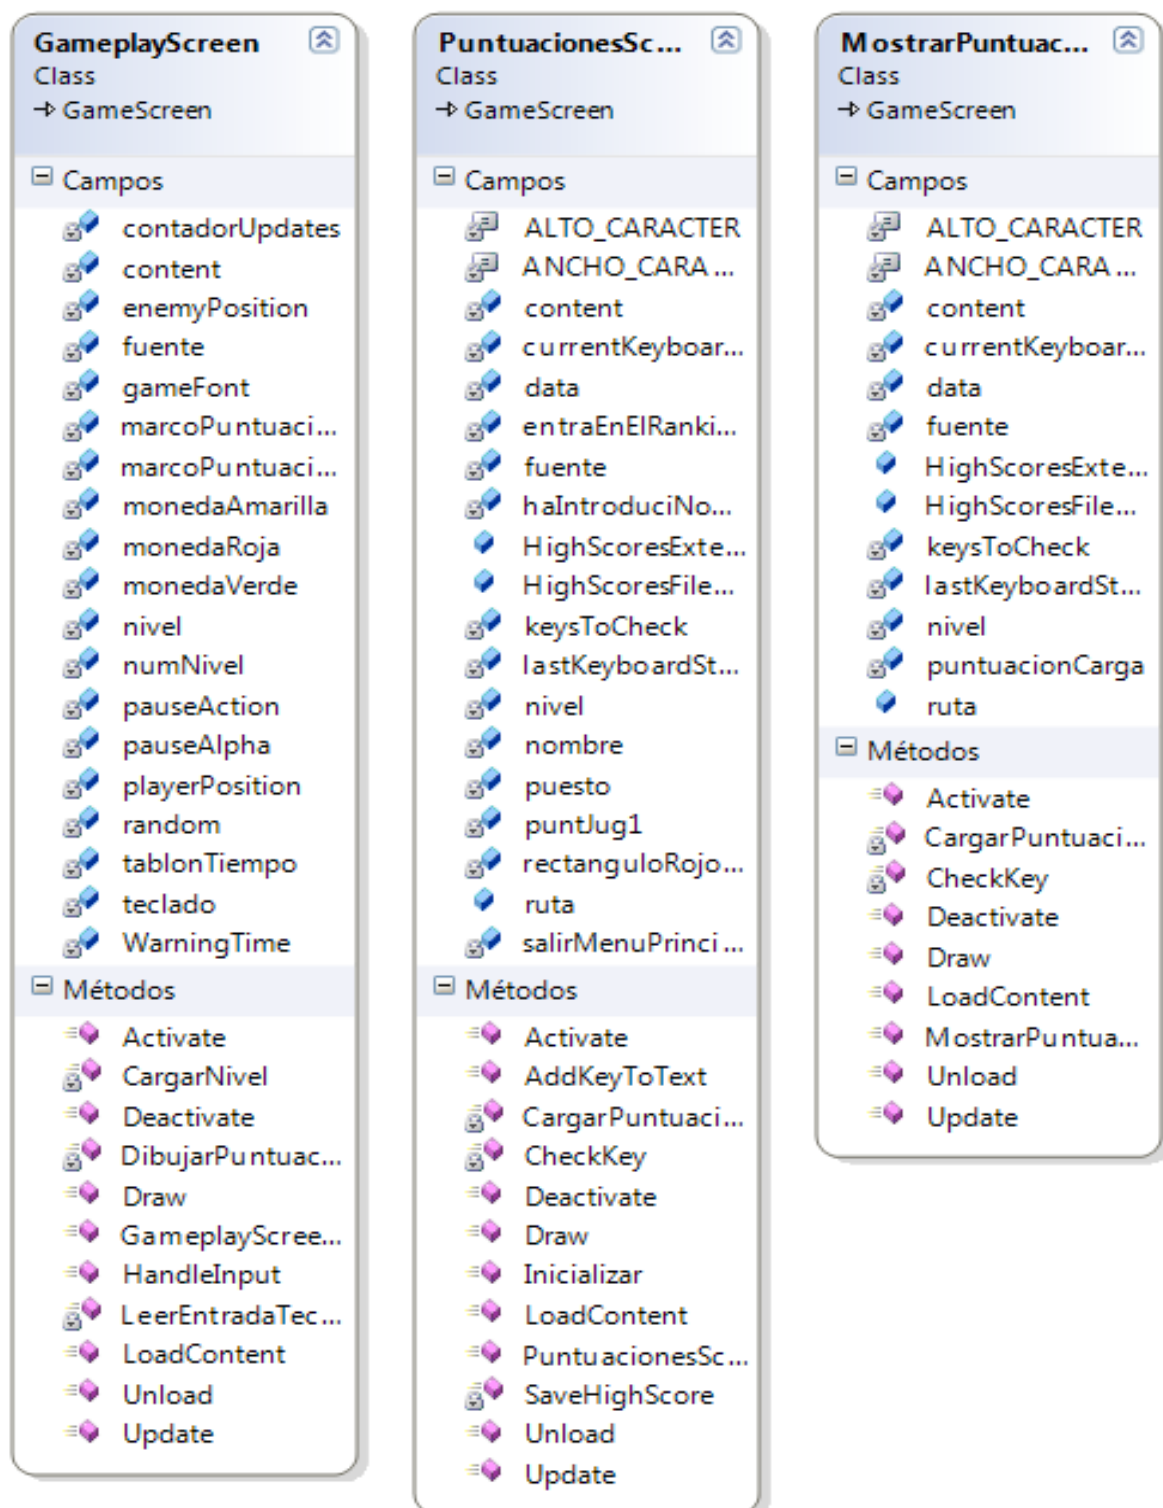 GameplayScreen
Class
GameScreen
Campos
contadorUpdates
content
enemyPosition
fuente
gameFont
marcoPuntuaci...
marcoPuntuaci...
monedaAmarilla
monedaRoja
monedaVerde
nivel
numNivel
pauseAction
pauseAlpha
playerPosition
random
tablonTiempo
teclado
WarningTime
Métodos
Activate
CargarNivel
Deactivate
DibujarPuntuac...
Draw
GameplayScree...
HandleInput
LeerEntradaTec...
LoadContent
Unload
Update
PuntuacionesSc...
Class
GameScreen
Campos
ALTO_CARACTER
ANCHO_CARA...
content
currentKeyboar...
data
entraEnElRanki...
fuente
haIntroduciNo...
HighScoresExte...
HighScoresFile...
keysToCheck
lastKeyboardSt...
nivel
nombre
puesto
puntJug1
rectanguloRojo...
ruta
salirMenuPrinci...
Métodos
Activate
AddKeyToText
CargarPuntuaci...
CheckKey
Deactivate
Draw
Inicializar
LoadContent
PuntuacionesSc...
SaveHighScore
Unload
Update
MostrarPuntuac...
Class
GameScreen
Campos
ALTO_CARACTER
ANCHO_CARA...
content
currentKeyboar...
data
fuente
HighScoresExte...
HighScoresFile...
keysToCheck
lastKeyboardSt...
nivel
puntuacionCarga
ruta
Métodos
Activate
CargarPuntuaci...
CheckKey
Deactivate
Draw
LoadContent
MostrarPuntua...
Unload
Update